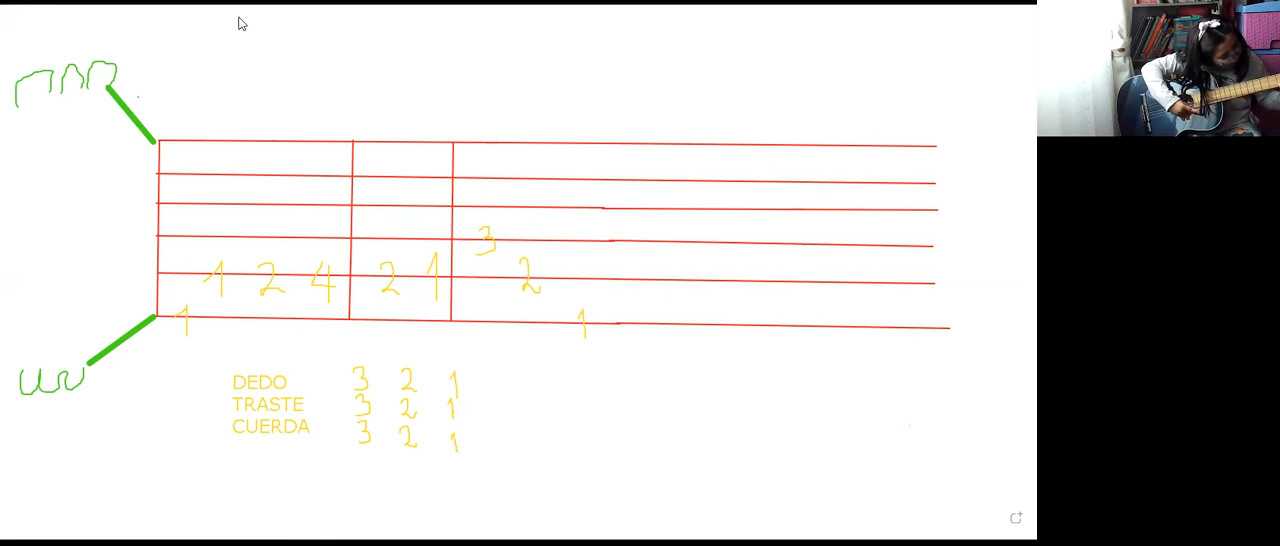 3
1 2 4 2 1 2
1 1
DEDO 3 2 1
TRASTE 3 2 1
CUERDA 3 2 1